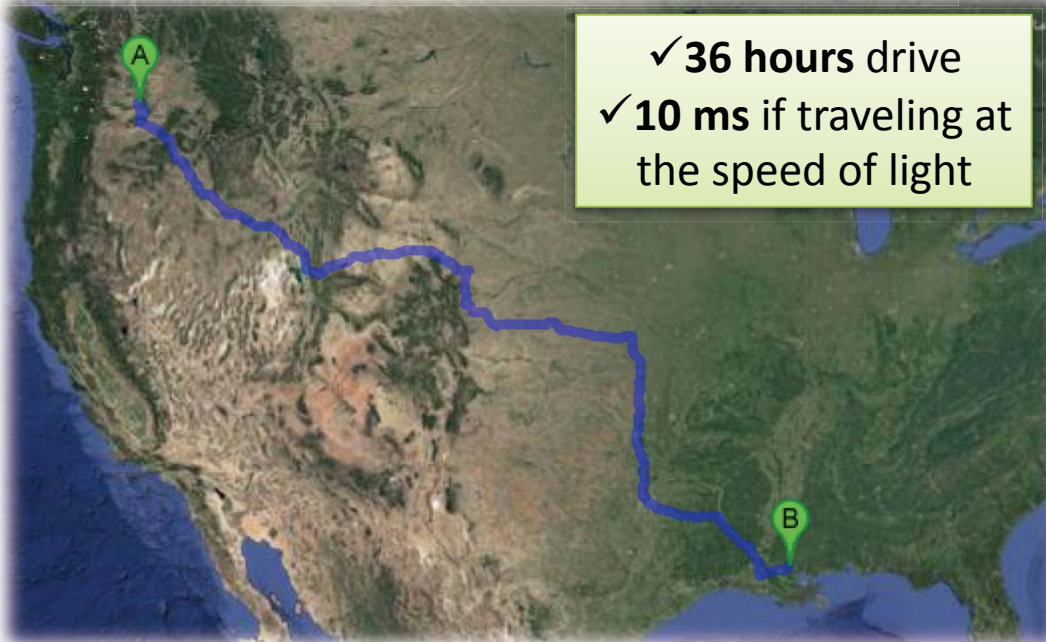 A
✓36 hours drive
✓10 ms if traveling at
the speed of light
B